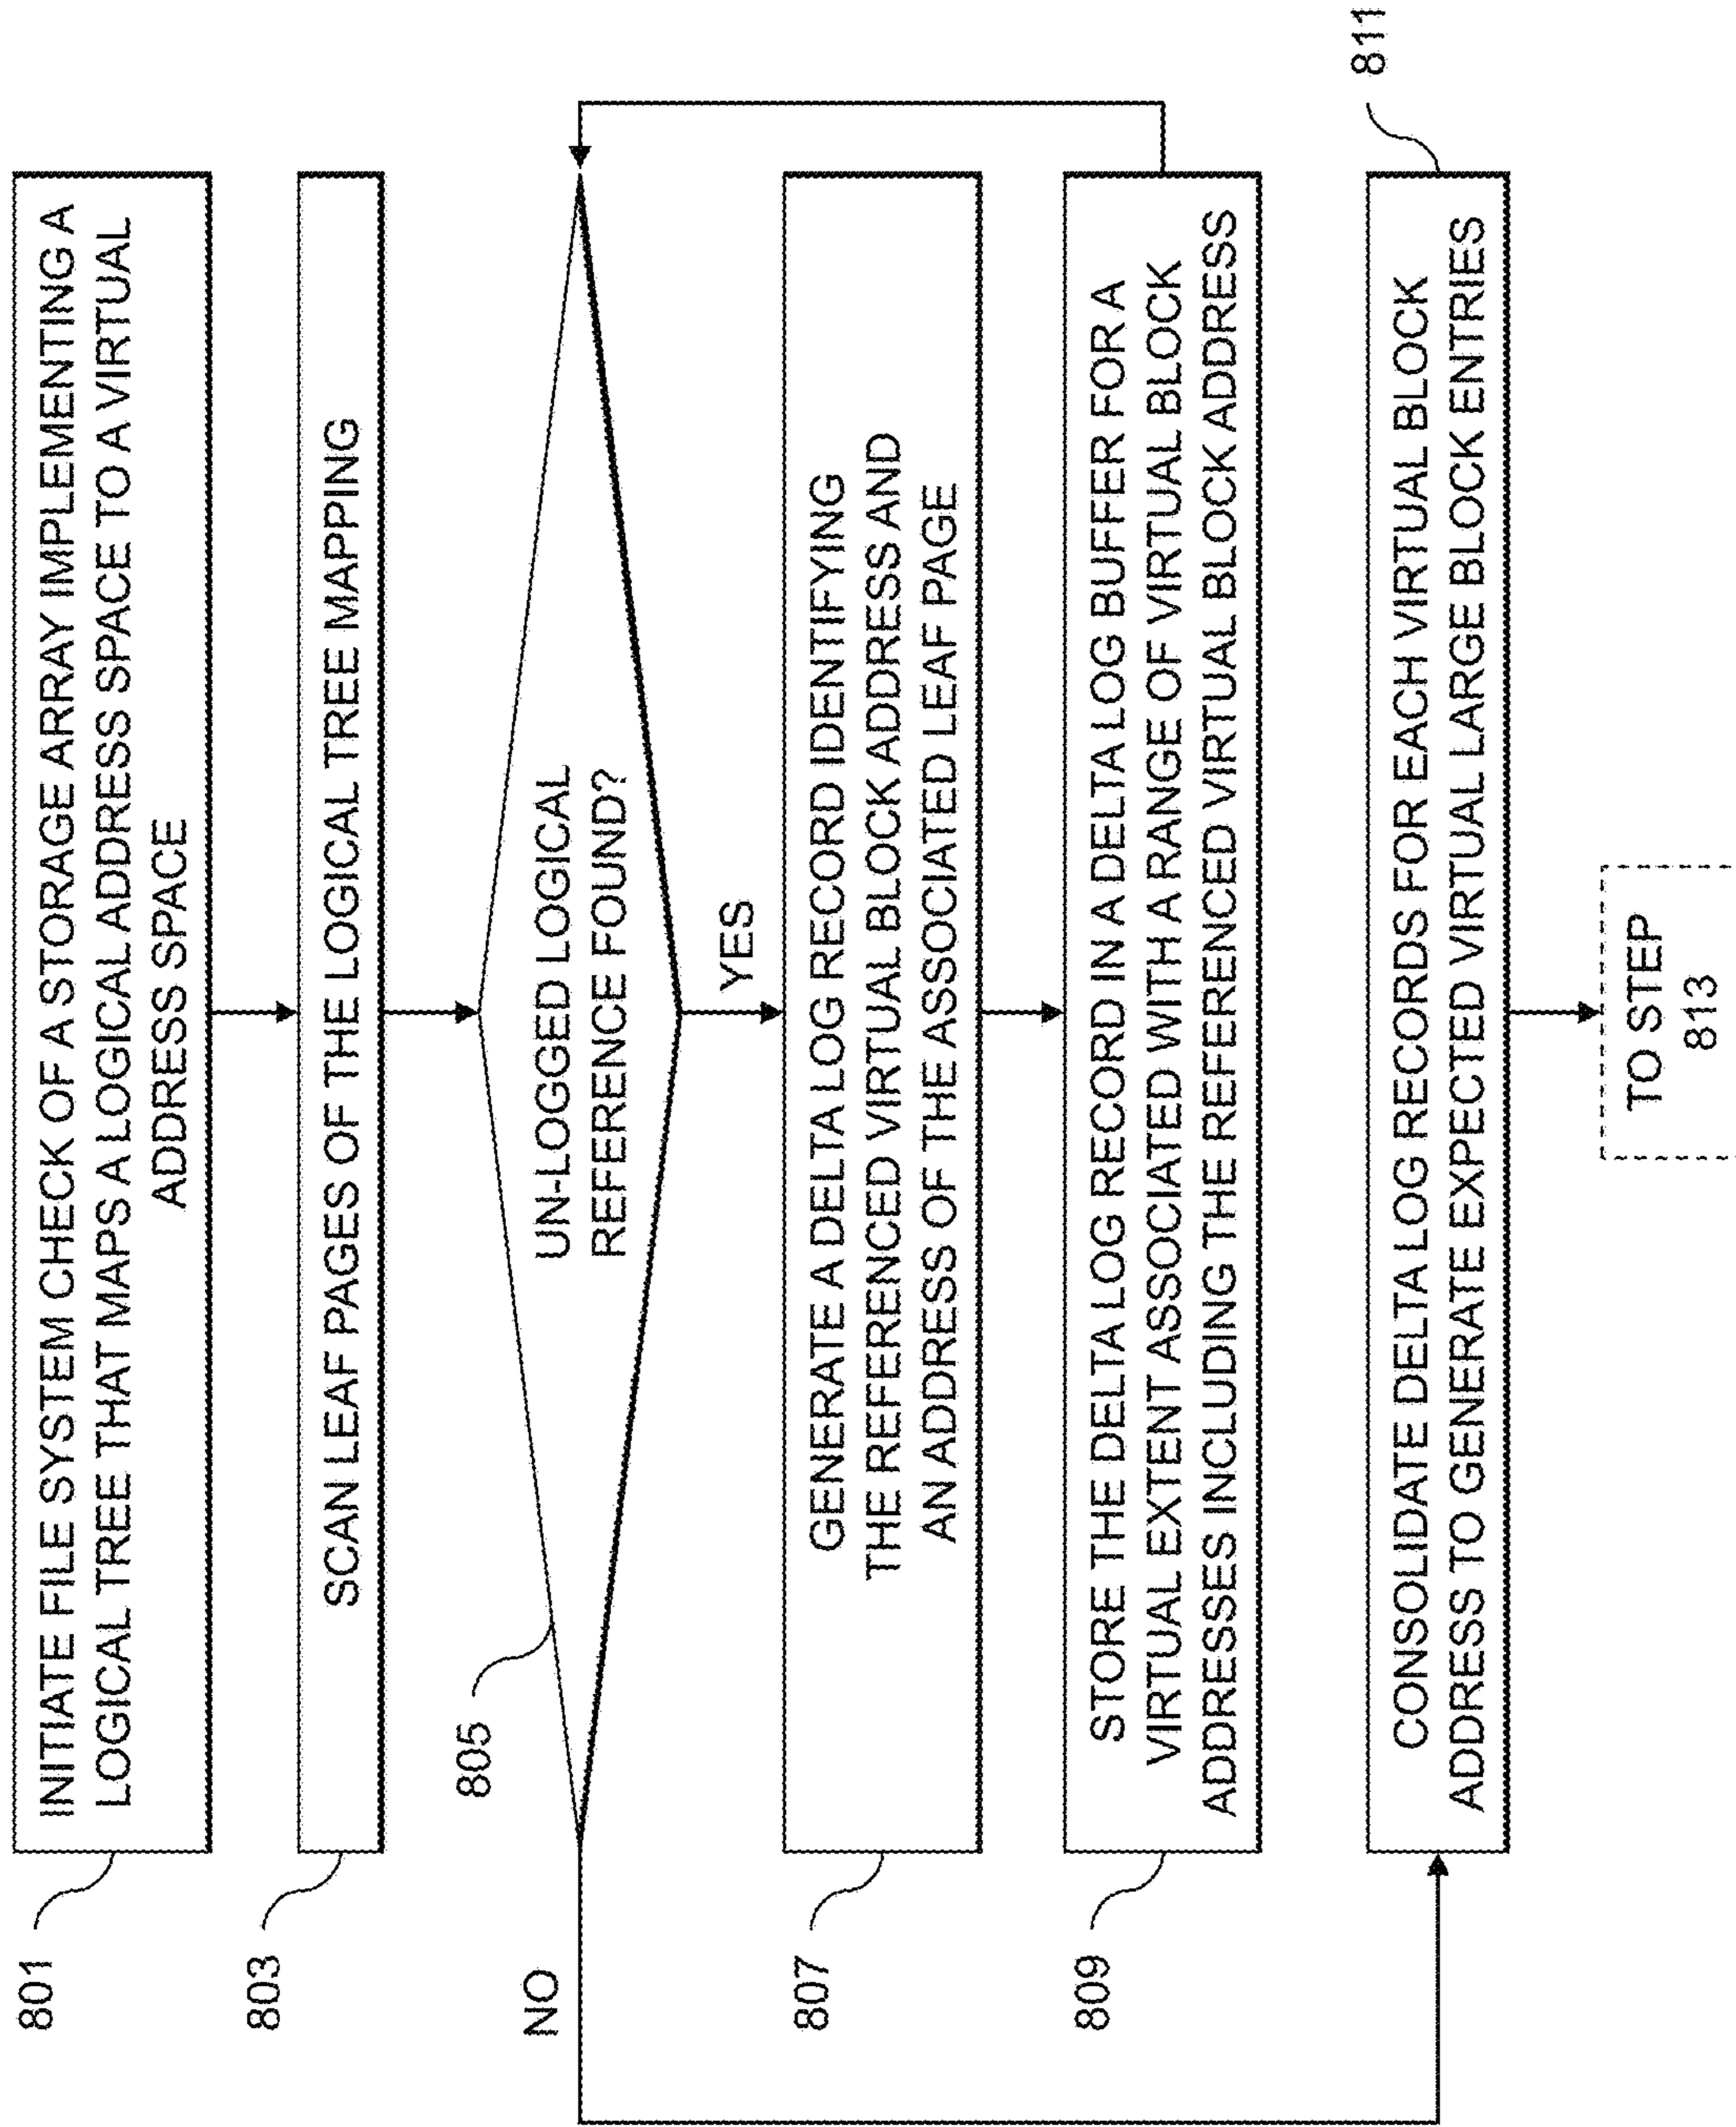 801
INITIATE FILE SYSTEM CHECK OF A STORAGE ARRAY IMPLEMENTING A
LOGICAL TREE THAT MAPS A LOGICAL ADDRESS SPACE TO A VIRTUAL
ADDRESS SPACE
803
SCAN LEAF PAGES OF THE LOGICAL TREE MAPPING
805
UN-LOGGED LOGICAL
REFERENCE FOUND?
NO
YES
807
GENERATE A DELTA LOG RECORD IDENTIFYING
THE REFERENCED VIRTUAL BLOCK ADDRESS AND
AN ADDRESS OF THE ASSOCIATED LEAF PAGE
809
STORE THE DELTA LOG RECORD IN A DELTA LOG BUFFER FOR A
VIRTUAL EXTENT ASSOCIATED WITH A RANGE OF VIRTUAL BLOCK
ADDRESSES INCLUDING THE REFERENCED VIRTUAL BLOCK ADDRESS
811
CONSOLIDATE DELTA LOG RECORDS FOR EACH VIRTUAL BLOCK
ADDRESS TO GENERATE EXPECTED VIRTUAL LARGE BLOCK ENTRIES
TO STEP
813